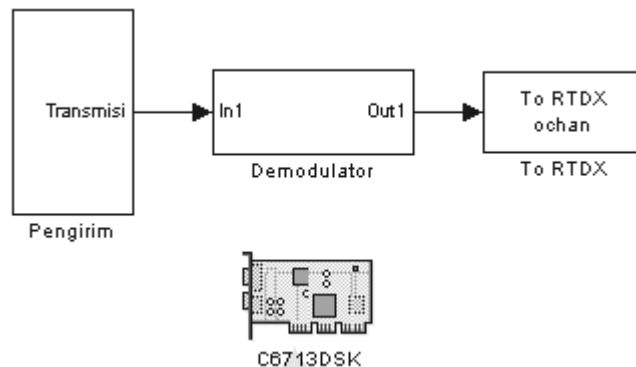 Transmisi
Pengirim
In1
Out1
Demodulator
To RTDX
ochan
To RTDX
C6713DSK